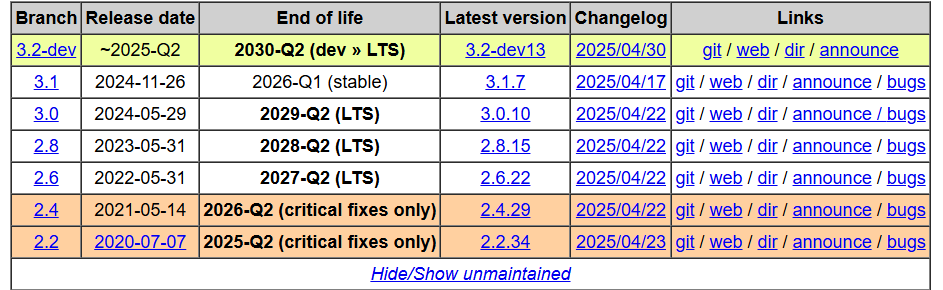 Branch Release date End of life Latest version Changelog Links
3.2-dev ~2025-Q2 2030-Q2 (dev » LTS) 3.2-dev13 2025/04/30 git / web / dir / announce
3.1 2024-11-26 2026-Q1 (stable) 3.1.7 2025/04/17 git / web / dir / announce / bugs
3.0 2024-05-29 2029-Q2 (LTS) 3.0.10 2025/04/22 git / web / dir / announce / bugs
2.8 2023-05-31 2028-Q2 (LTS) 2.8.15 2025/04/22 git / web / dir / announce / bugs
2.6 2022-05-31 2027-Q2 (LTS) 2.6.22 2025/04/22 git / web / dir / announce / bugs
2.4 2021-05-14 2026-Q2 (critical fixes only) 2.4.29 2025/04/22 git / web / dir / announce / bugs
2.2 2020-07-07 2025-Q2 (critical fixes only) 2.2.34 2025/04/23 git / web / dir / announce / bugs
Hide/Show unmaintained